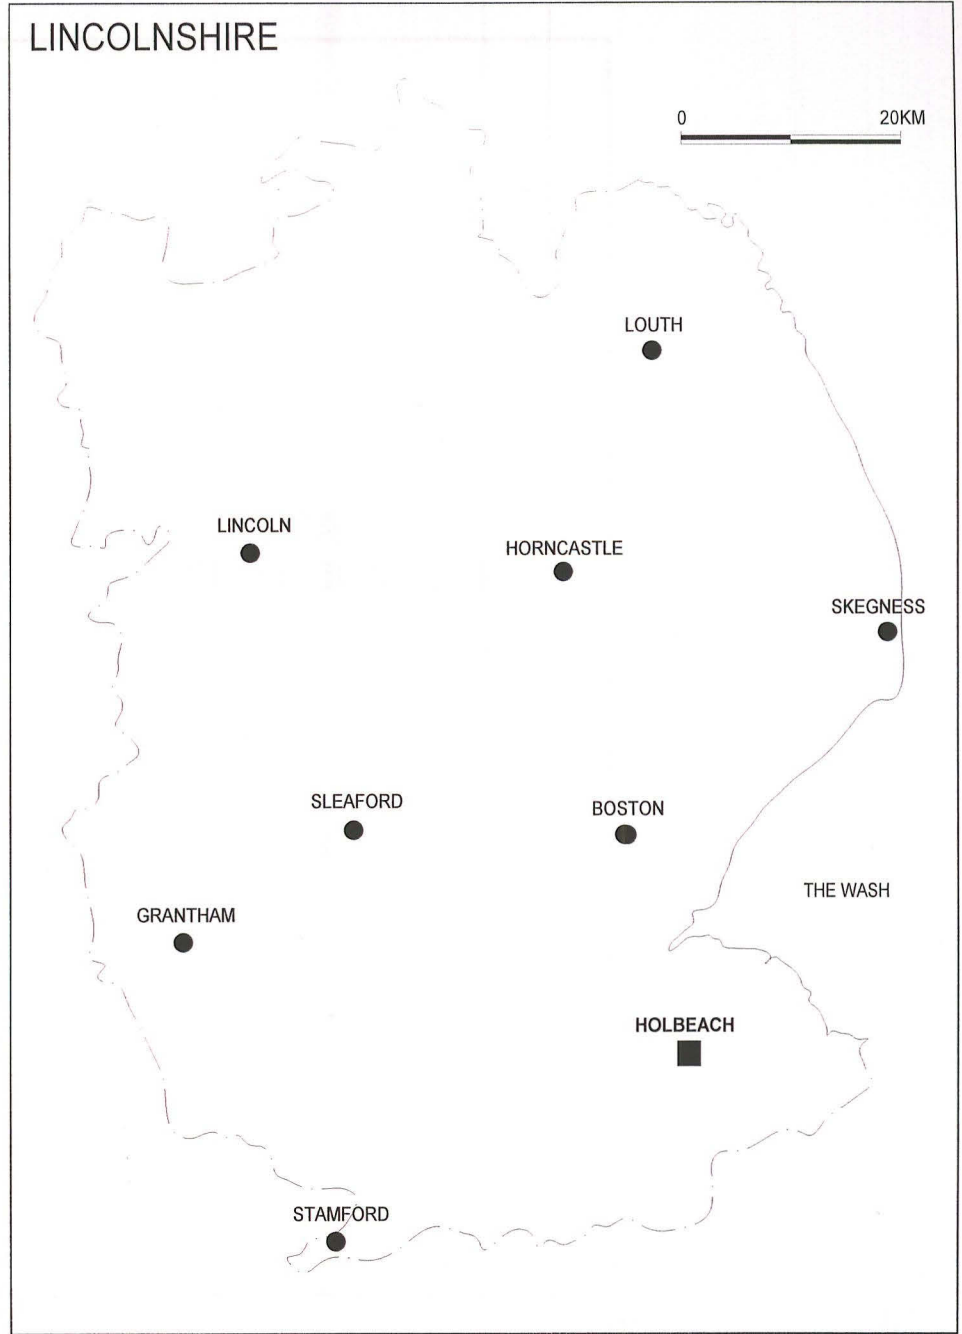 LINCOLNSHIRE
0 20KM
LOUTH
LINCOLN
HORNCASTLE
SKEGNESS
SLEAFORD
BOSTON
THE WASH
GRANTHAM
HOLBEACH
STAMFORD